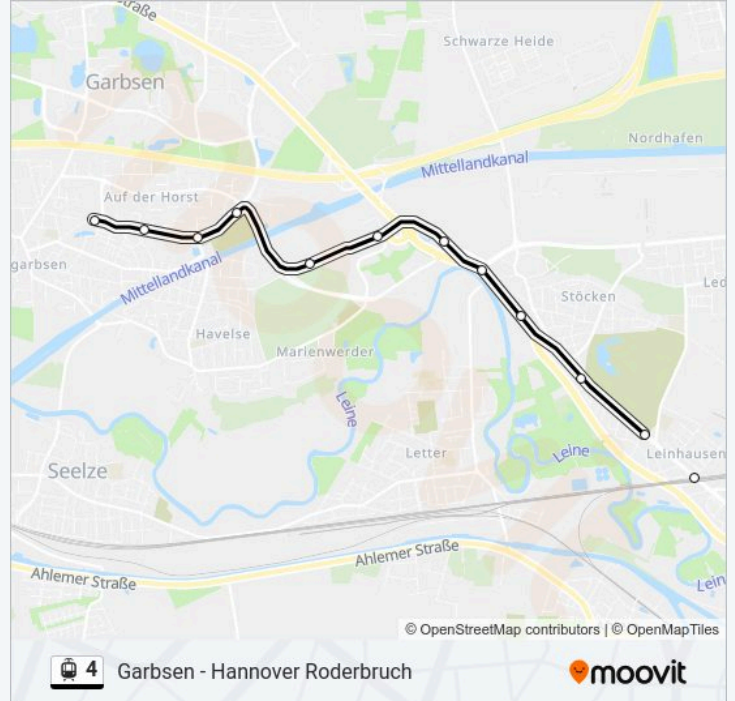 straße
Schwarze Heide
Garbsen
Nordhafen
Mittellandkanal
Auf der Horst
garbsen
Mittellandkanal
Stöcken
Led
Havelse
Marienwerder
Leine
Letter
Leine
Leinhausen
Seelze
Ahlemer Straße
Ahlemer Straße
Lein
© OpenStreetMap contributors | © OpenMapTiles
4 Garbsen - Hannover Roderbruch
moovit